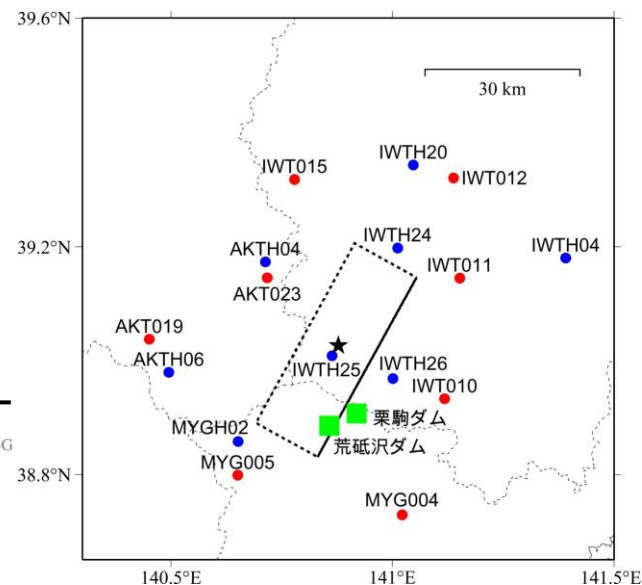 39.6°N
30 km
IWTH20
IWT015
IWT012
IWTH24
AKTH04
IWTH04
39.2°N
IWT011
AKT023
AKT019
IWTH25
AKTH06
IWTH26
IWT010
栗駒ダム
MYGH02
荒砥沢ダム
MYG005
38.8°N
MYG004
140.5°E
141°E
141.5°E